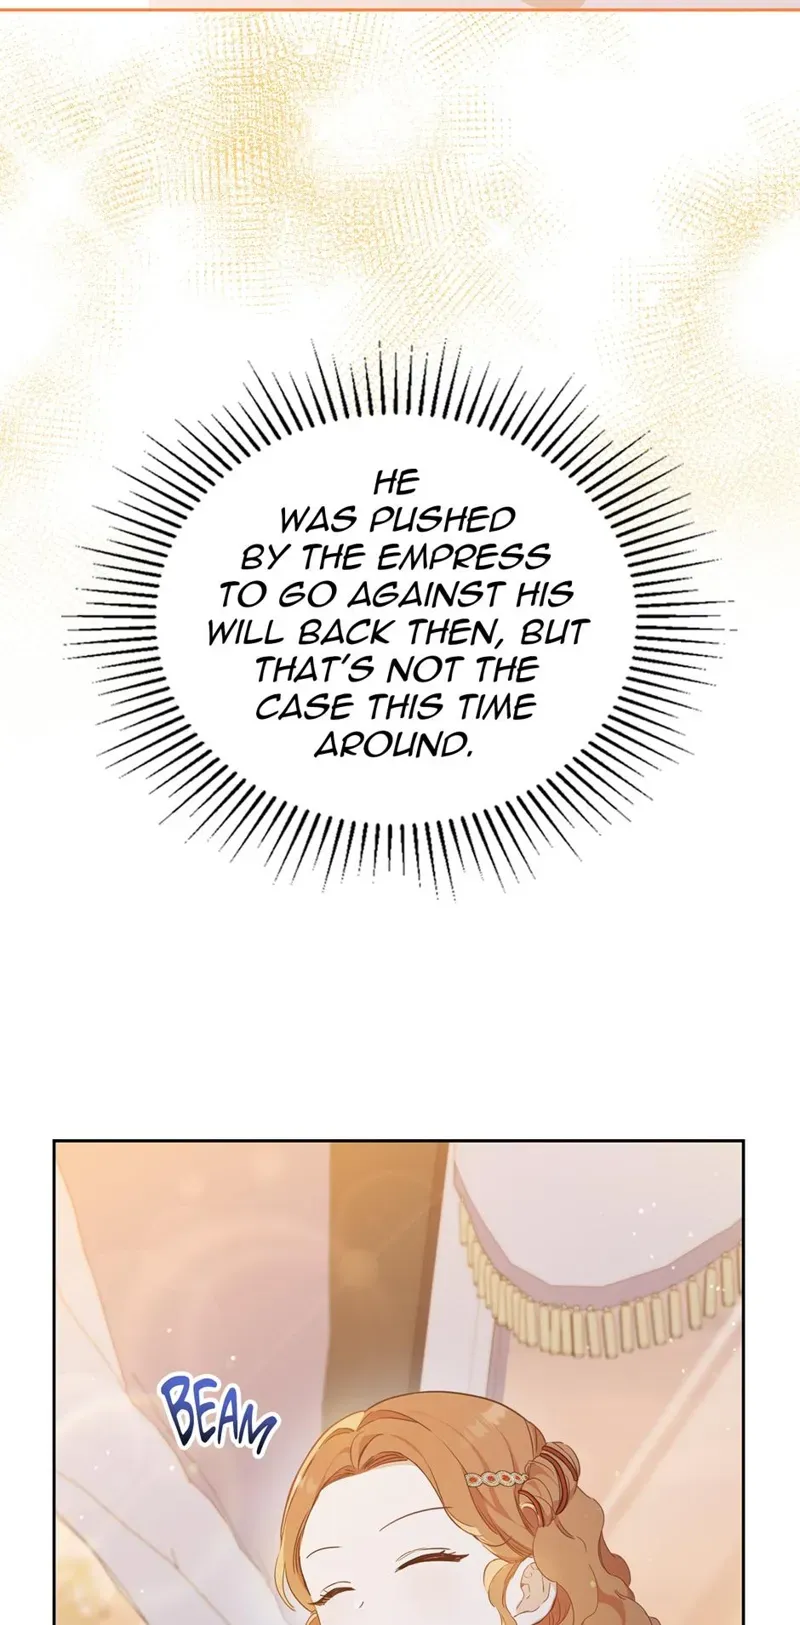 HE
WAS PUSHED
BY THE EMPRESS
TO GO AGAINST HIS
WILL BACK THEN, BUT
THAT'S NOT THE
CASE THIS TIME
AROUND.
BEAM